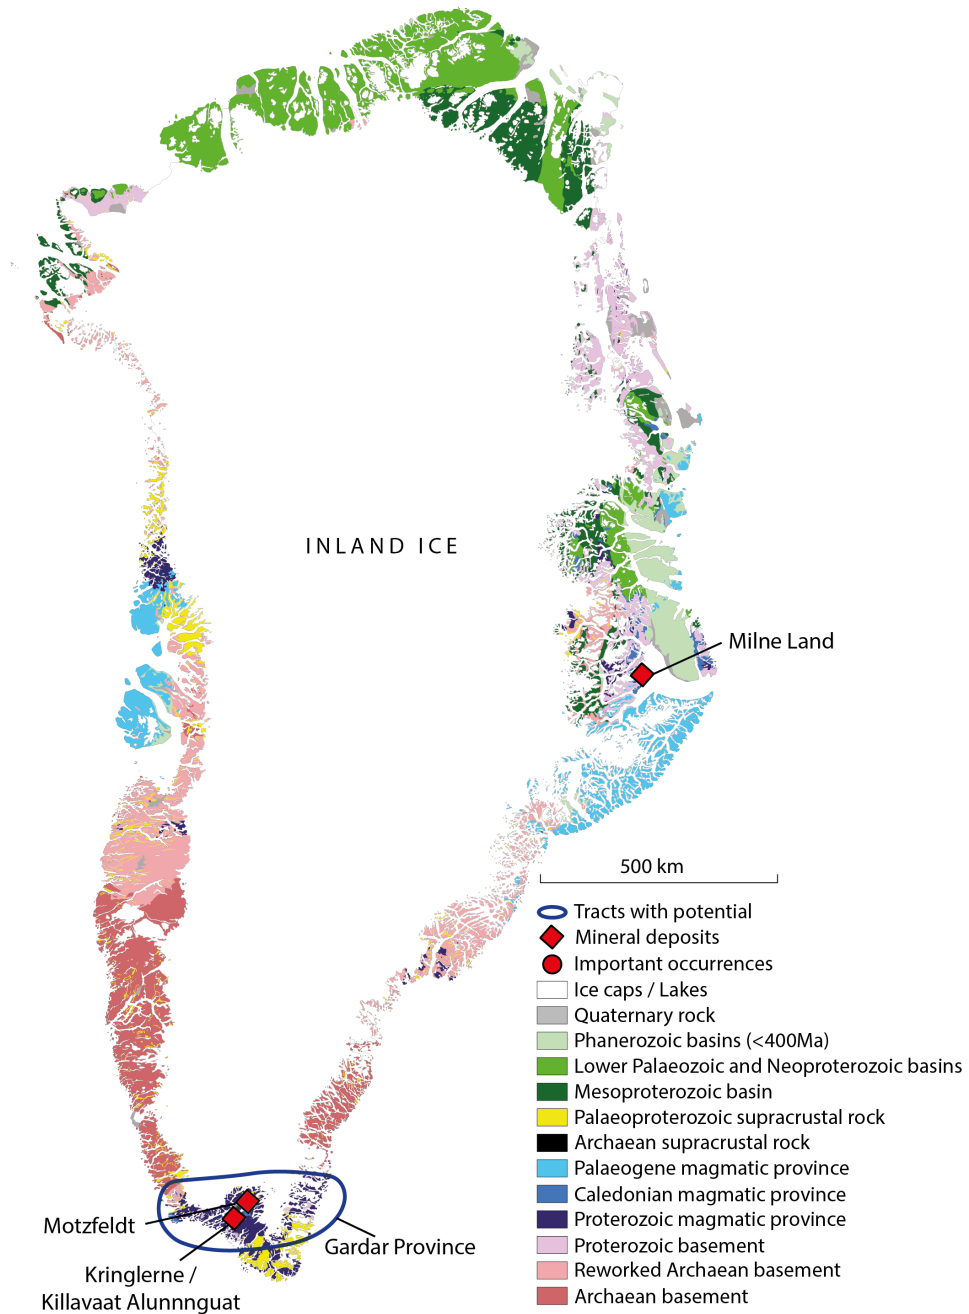 INLAND ICE
Milne Land
500 km
Tracts with potential
Mineral deposits
Important occurrences
Ice caps / Lakes
Quaternary rock
Phanerozoic basins (<400Ma)
Lower Palaeozoic and Neoproterozoic basins
Mesoproterozoic basin
Palaeoproterozoic supracrustal rock
Archaean supracrustal rock
Palaeogene magmatic province
Caledonian magmatic province
Proterozoic magmatic province
Proterozoic basement
Reworked Archaean basement
Archaean basement
Motzfeldt
Gardar Province
Kringlerne /
Killavaat Alunnnguat